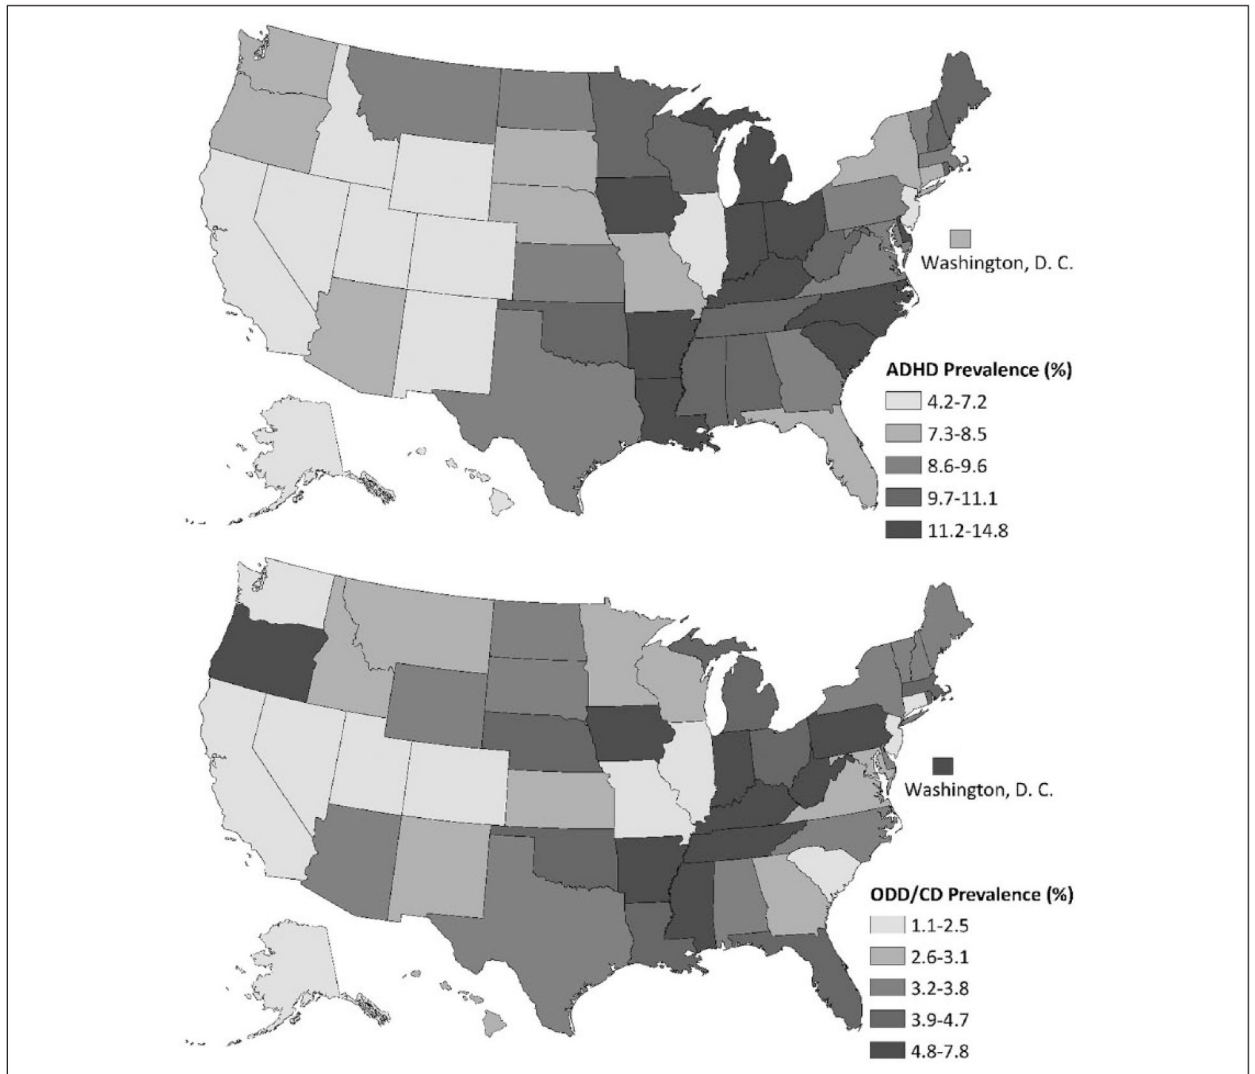 Washington, D. C.
ADHD Prevalence (%)
4.2-7.2
7.3-8.5
8.6-9.6
9.7-11.1
11.2-14.8
Washington, D. C.
ODD/CD Prevalence (%)
1.1-2.5
2.6-3.1
3.2-3.8
3.9-4.7
4.8-7.8